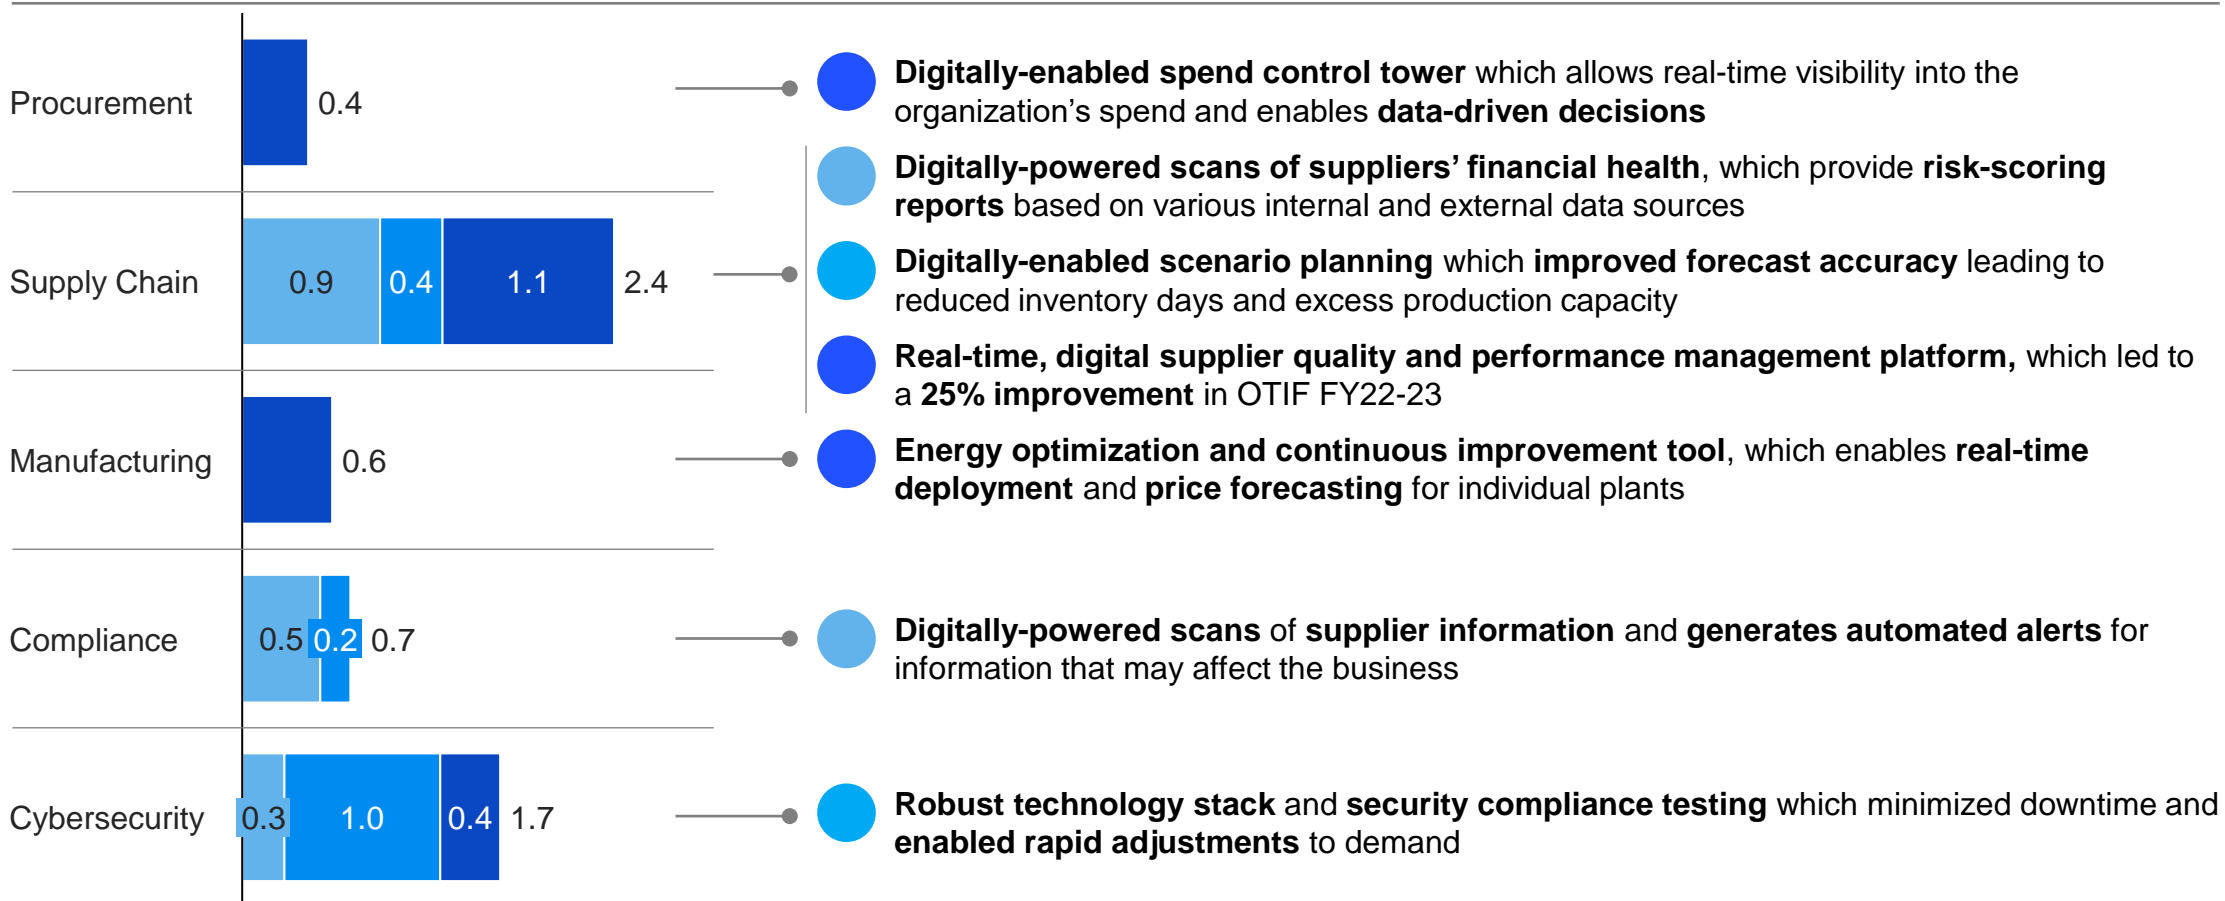 Procurement
0.4
Digitally-enabled spend control tower which allows real-time visibility into the
organization’s spend and enables data-driven decisions
Digitally-powered scans of suppliers’ financial health, which provide risk-scoring
reports based on various internal and external data sources
Supply Chain
0.9 0.4 1.1 2.4
Digitally-enabled scenario planning which improved forecast accuracy leading to
reduced inventory days and excess production capacity
Real-time, digital supplier quality and performance management platform, which led to
a 25% improvement in OTIF FY22-23
Manufacturing
0.6
Energy optimization and continuous improvement tool, which enables real-time
deployment and price forecasting for individual plants
Compliance
0.5 0.2 0.7
Digitally-powered scans of supplier information and generates automated alerts for
information that may affect the business
Cybersecurity
0.3 1.0 0.4 1.7
Robust technology stack and security compliance testing which minimized downtime and
enabled rapid adjustments to demand